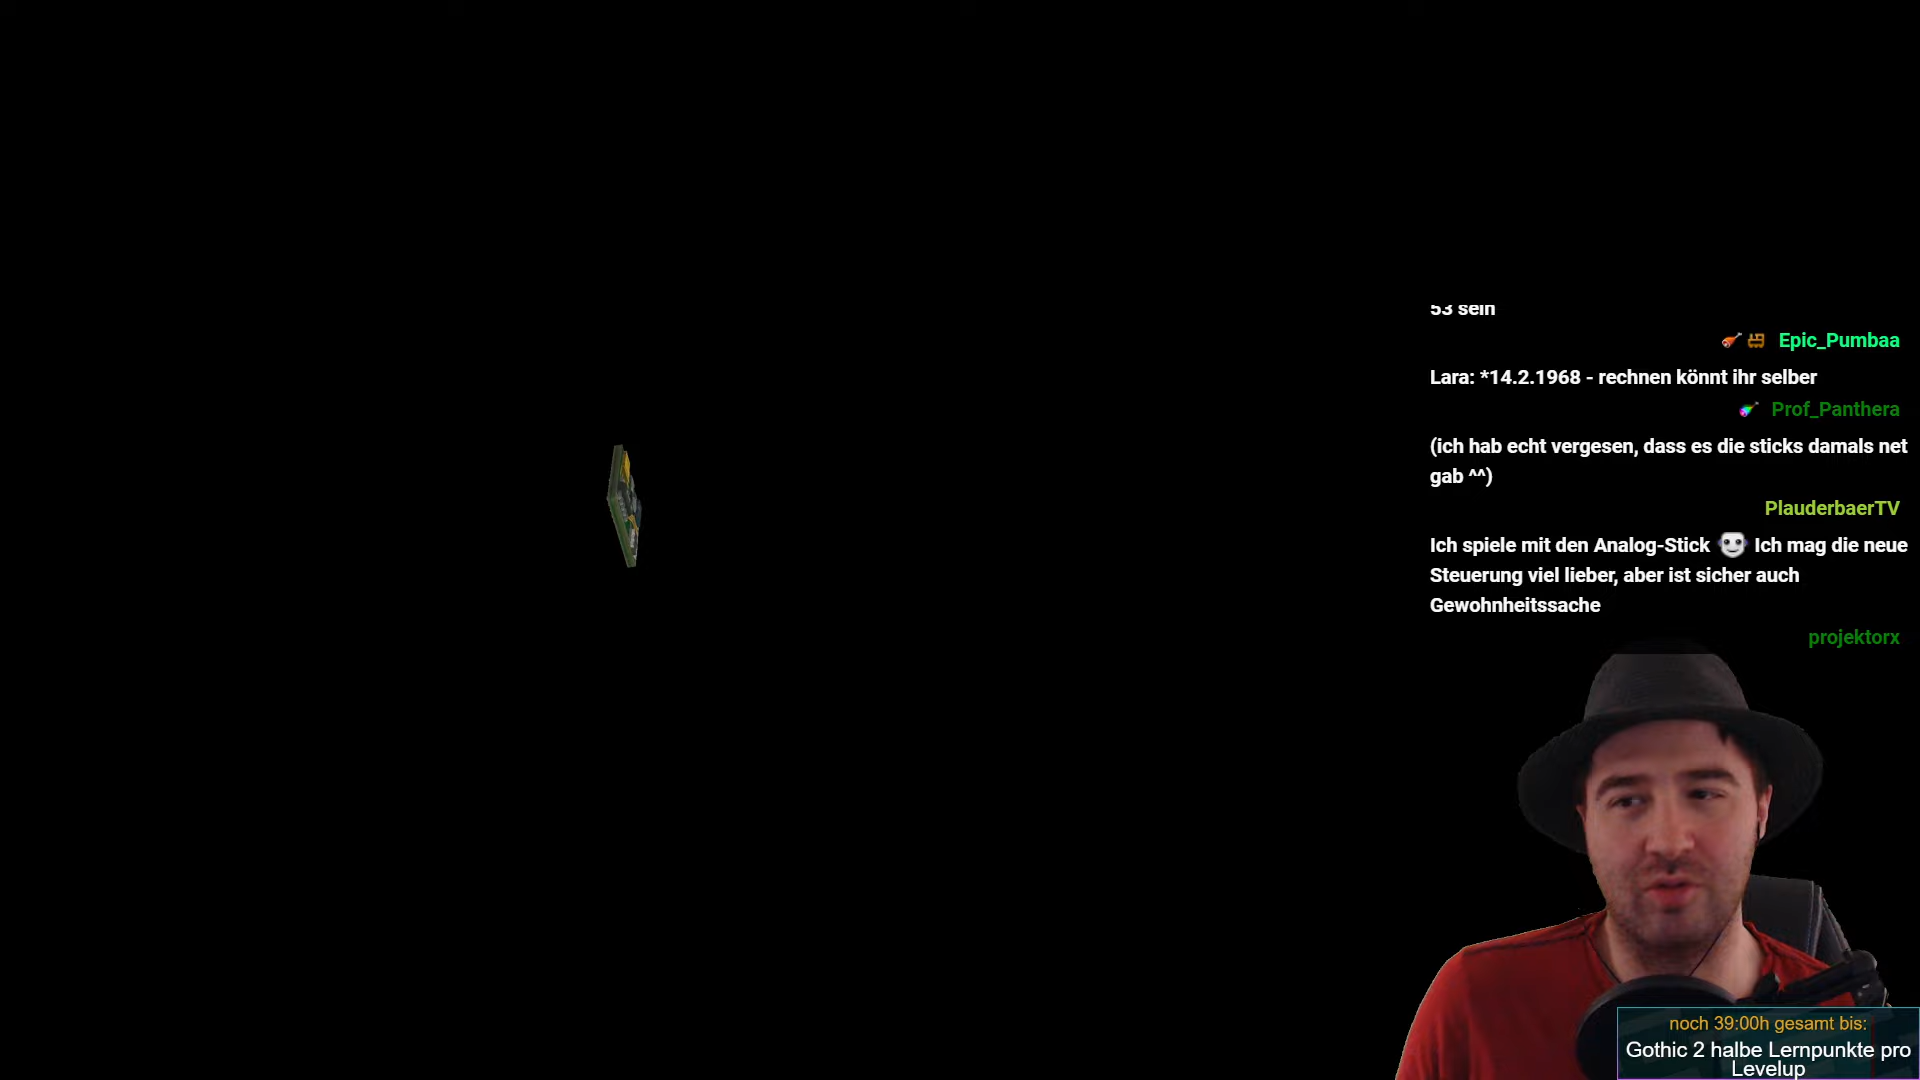 53 sein
Epic_Pumbaa
Lara: *14.2.1968 - rechnen könnt ihr selber
Prof_Panthera
(ich hab echt vergesen, dass es die sticks damals net
gab ^^)
PlauderbaerTV
Ich spiele mit den Analog-Stick Ich mag die neue
Steuerung viel lieber, aber ist sicher auch
Gewohnheitssache
projektorx
noch 39:00h gesamt bis:
Gothic 2 halbe Lernpunkte pro
Levelup